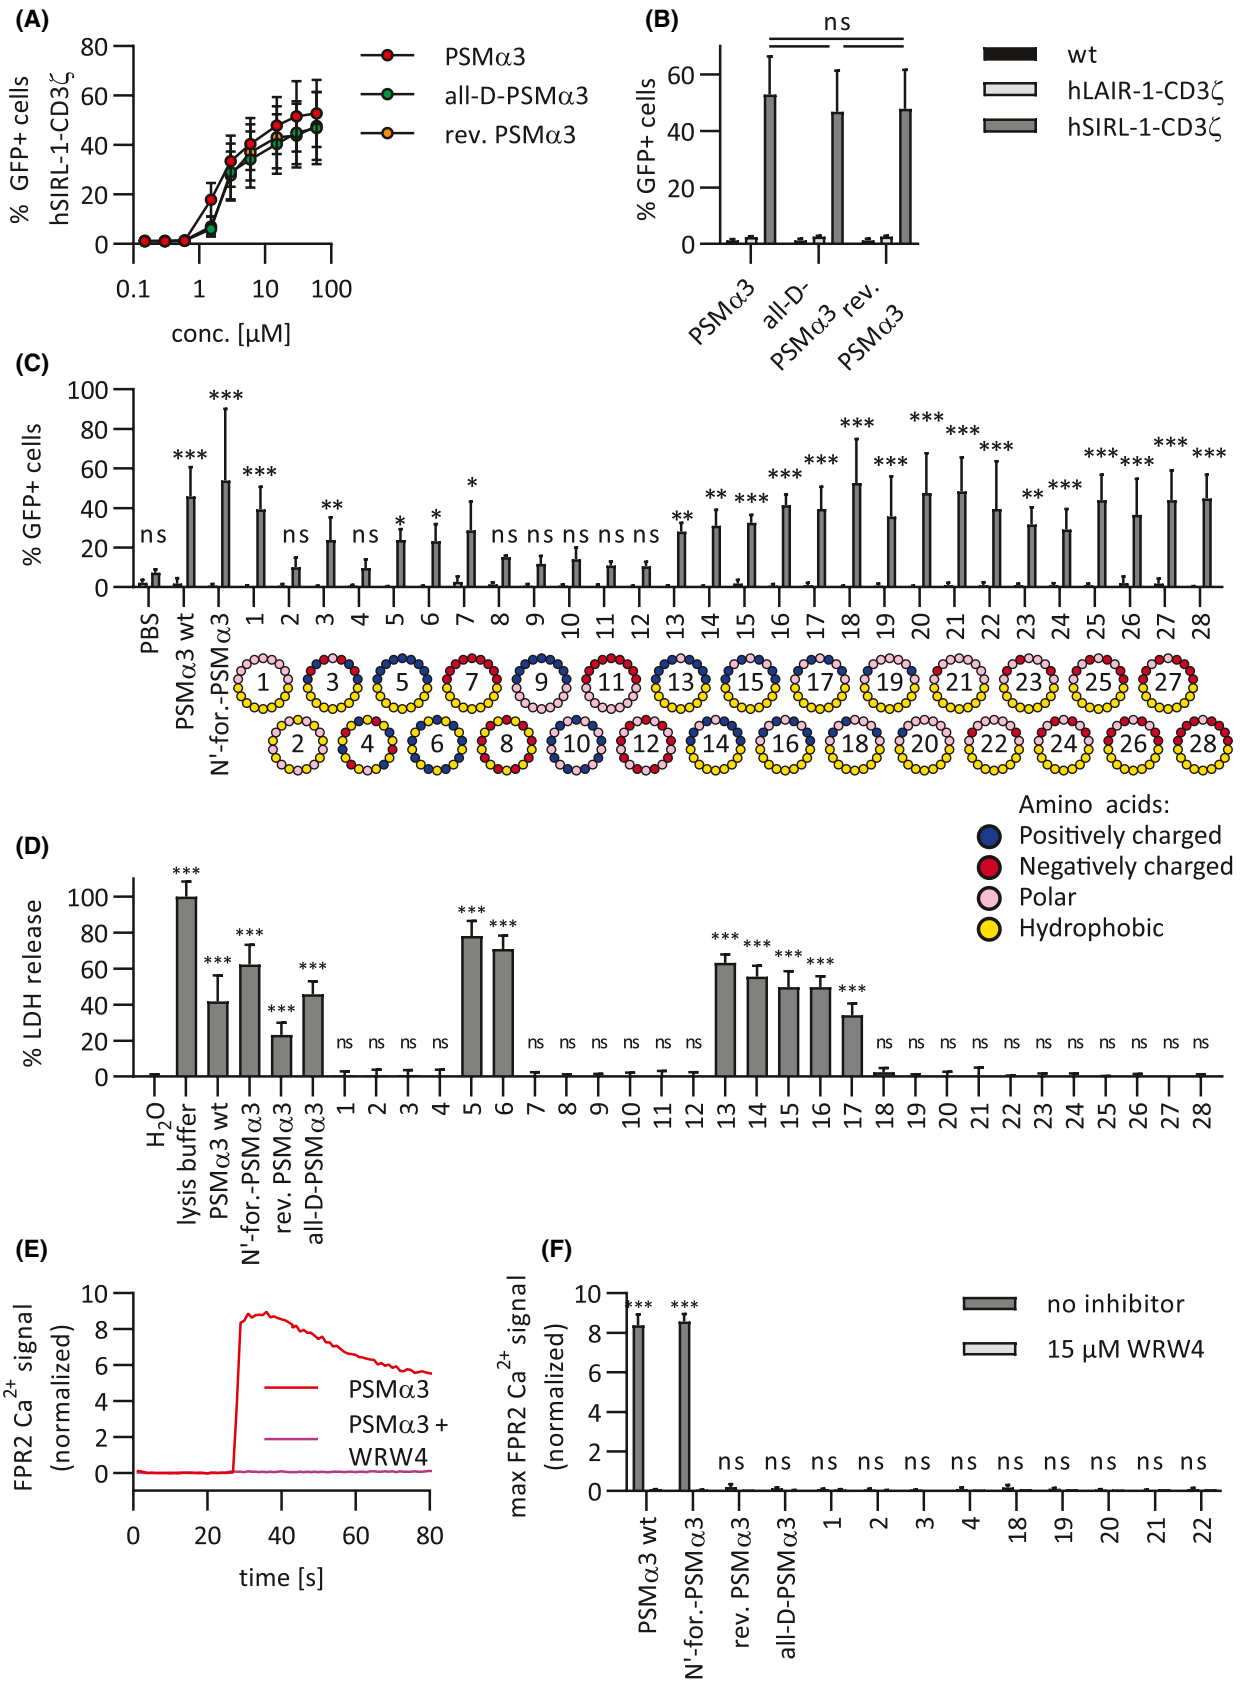 (A)
80
60
40
20
0
% GFP+ cells
hSIRL-1-CD3ζ
0.1 1 10 100
conc. [µM]
PSMα3
all-D-PSMα3
rev. PSMα3
(B)
ns
60
40
20
0
% GFP+ cells
PSMα3
all-D-
PSMα3
rev.
PSMα3
wt
hLAIR-1-CD3ζ
hSIRL-1-CD3ζ
(C)
100
80
60
40
20
0
% GFP+ cells
ns *** *** *** ns ** ns * * * ns ns ns ns ns ** ** *** *** *** *** *** *** *** *** ** *** *** *** *** ***
PBS
PSMα3 wt
N'-for.-PSMα3
1 2 3 4 5 6 7 8 9 10 11 12 13 14 15 16 17 18 19 20 21 22 23 24 25 26 27 28
1 3 5 7 9 11 13 15 17 19 21 23 25 27
2 4 6 8 10 12 14 16 18 20 22 24 26 28
Amino acids:
Positively charged
Negatively charged
Polar
Hydrophobic
(D)
100
80
60
40
20
0
% LDH release
*** *** *** *** *** ns ns ns ns *** *** ns ns ns ns ns ns *** *** *** *** *** ns ns ns ns ns ns ns ns ns ns ns
H2O
lysis buffer
PSMα3 wt
N'-for.-PSMα3
rev. PSMα3
all-D-PSMα3
1 2 3 4 5 6 7 8 9 10 11 12 13 14 15 16 17 18 19 20 21 22 23 24 25 26 27 28
(E)
10
8
6
4
2
0
FPR2 Ca2+ signal
(normalized)
PSMα3
PSMα3 +
WRW4
0 20 40 60 80
time [s]
(F)
10
8
6
4
2
0
max FPR2 Ca2+ signal
(normalized)
*** *** ns ns ns ns ns ns ns ns ns ns ns
no inhibitor
15 µM WRW4
PSMα3 wt
N'-for.-PSMα3
rev. PSMα3
all-D-PSMα3
1 2 3 4 18 19 20 21 22